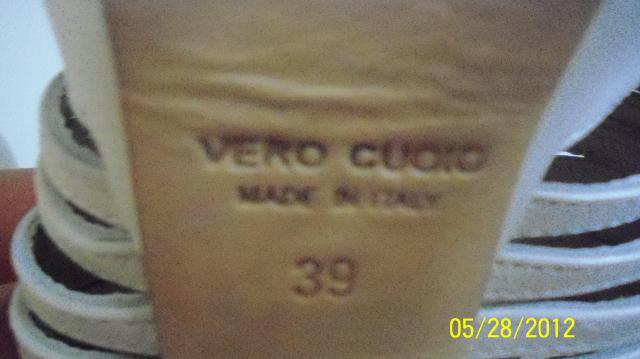 VERO CUOIO
MADE IN ITALY
39
05/28/2012